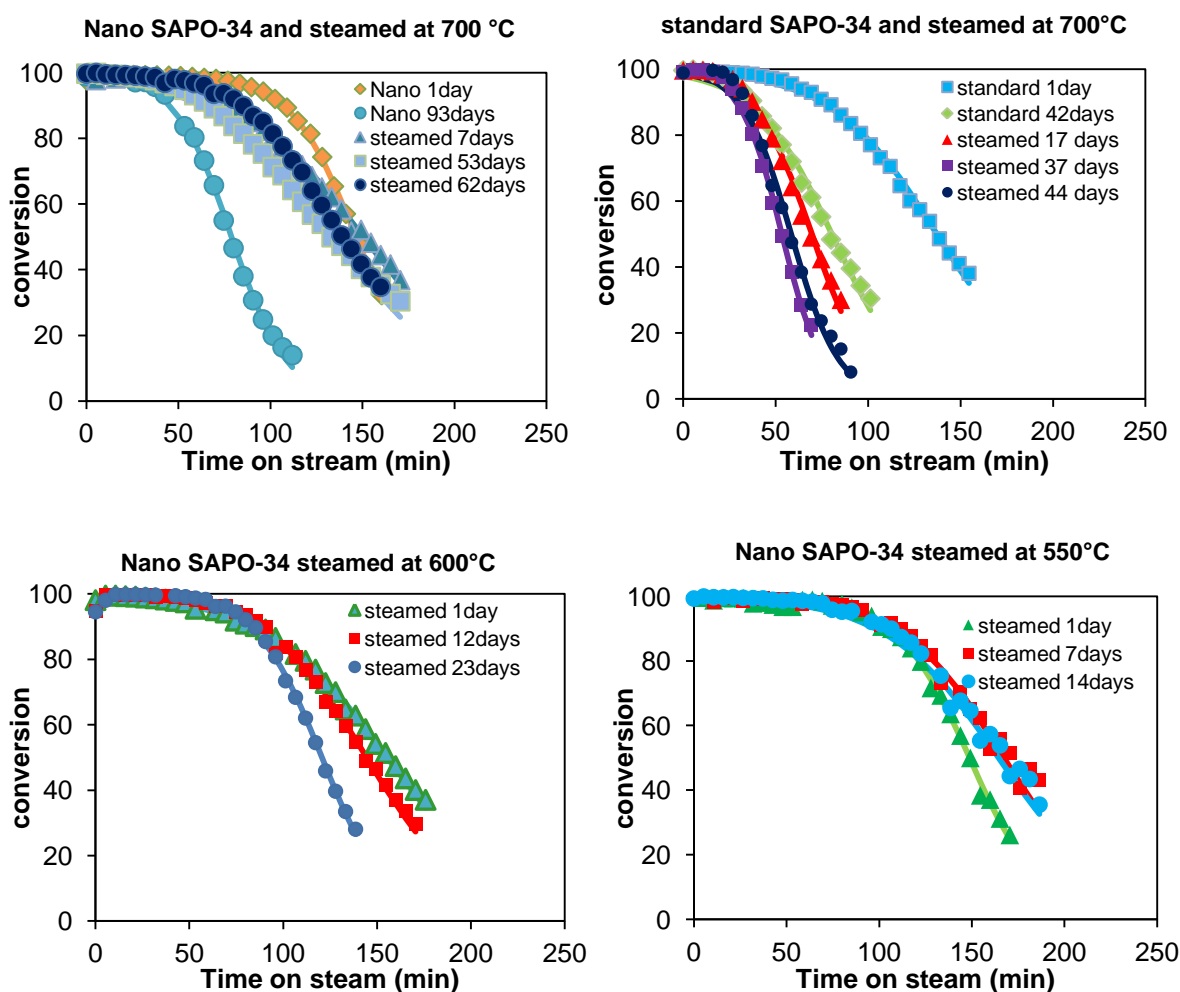 Nano SAPO-34 and steamed at 700 °C
100
80
60
40
20
0
conversion
Nano 1day
Nano 93days
steamed 7days
steamed 53days
steamed 62days
0 50 100 150 200 250
Time on stream (min)
standard SAPO-34 and steamed at 700°C
100
80
60
40
20
0
conversion
standard 1day
standard 42days
steamed 17 days
steamed 37 days
steamed 44 days
0 50 100 150 200 250
Time on stream (min)
Nano SAPO-34 steamed at 600°C
100
80
60
40
20
0
conversion
steamed 1day
steamed 12days
steamed 23days
0 50 100 150 200 250
Time on steam (min)
Nano SAPO-34 steamed at 550°C
100
80
60
40
20
0
conversion
steamed 1day
steamed 7days
steamed 14days
0 50 100 150 200 250
Time on steam (min)